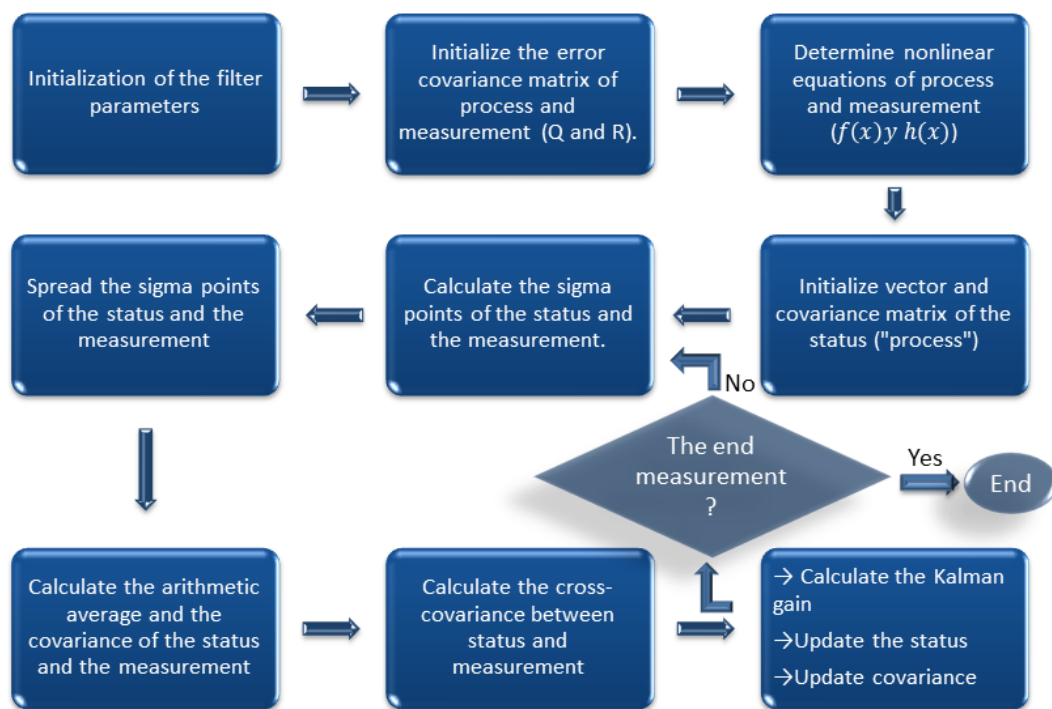 Initialization of the filter
parameters
Initialize the error
covariance matrix of
process and
measurement (Q and R).
Determine nonlinear
equations of process
and measurement
(f(x)y h(x))
Spread the sigma points
of the status and the
measurement
Calculate the sigma
points of the status and
the measurement.
Initialize vector and
covariance matrix of the
status ("process")
No
The end
measurement
?
Yes
End
Calculate the arithmetic
average and the
covariance of the status
and the measurement
Calculate the cross-
covariance between
status and
measurement
→ Calculate the Kalman
gain
→Update the status
→Update covariance